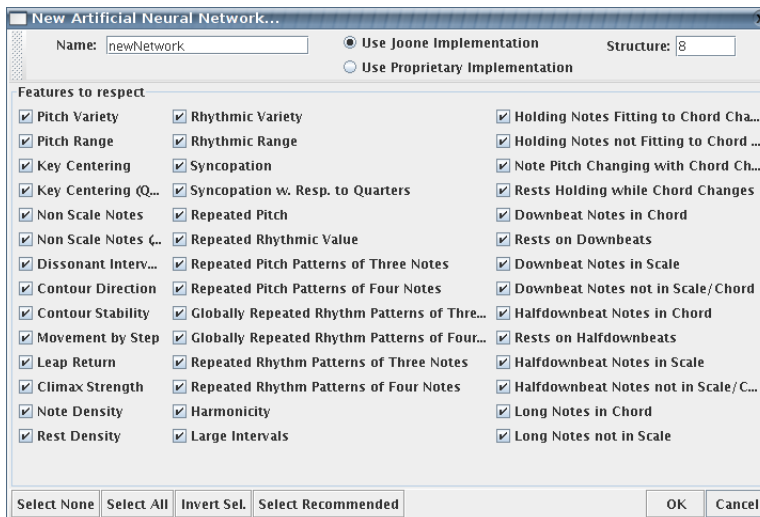 New Artificial Neural Network...
Name: newNetwork Use Joone Implementation Structure: 8
Use Proprietary Implementation
Features to respect
Pitch Variety Rhythmic Variety Holding Notes Fitting to Chord Cha...
Pitch Range Rhythmic Range Holding Notes not Fitting to Chord ...
Key Centering Syncopation Note Pitch Changing with Chord Ch...
Key Centering (Q... Syncopation w. Resp. to Quarters Rests Holding while Chord Changes
Non Scale Notes Repeated Pitch Downbeat Notes in Chord
Non Scale Notes (... Repeated Rhythmic Value Rests on Downbeats
Dissonant Interv... Repeated Pitch Patterns of Three Notes Downbeat Notes in Scale
Contour Direction Repeated Pitch Patterns of Four Notes Downbeat Notes not in Scale/Chord
Contour Stability Globally Repeated Rhythm Patterns of Thre... Halfdownbeat Notes in Chord
Movement by Step Globally Repeated Rhythm Patterns of Four... Rests on Halfdownbeats
Leap Return Repeated Rhythm Patterns of Three Notes Halfdownbeat Notes in Scale
Climax Strength Repeated Rhythm Patterns of Four Notes Halfdownbeat Notes not in Scale/C...
Note Density Harmonicity Long Notes in Chord
Rest Density Large Intervals Long Notes not in Scale
Select None Select All Invert Sel. Select Recommended OK Cancel